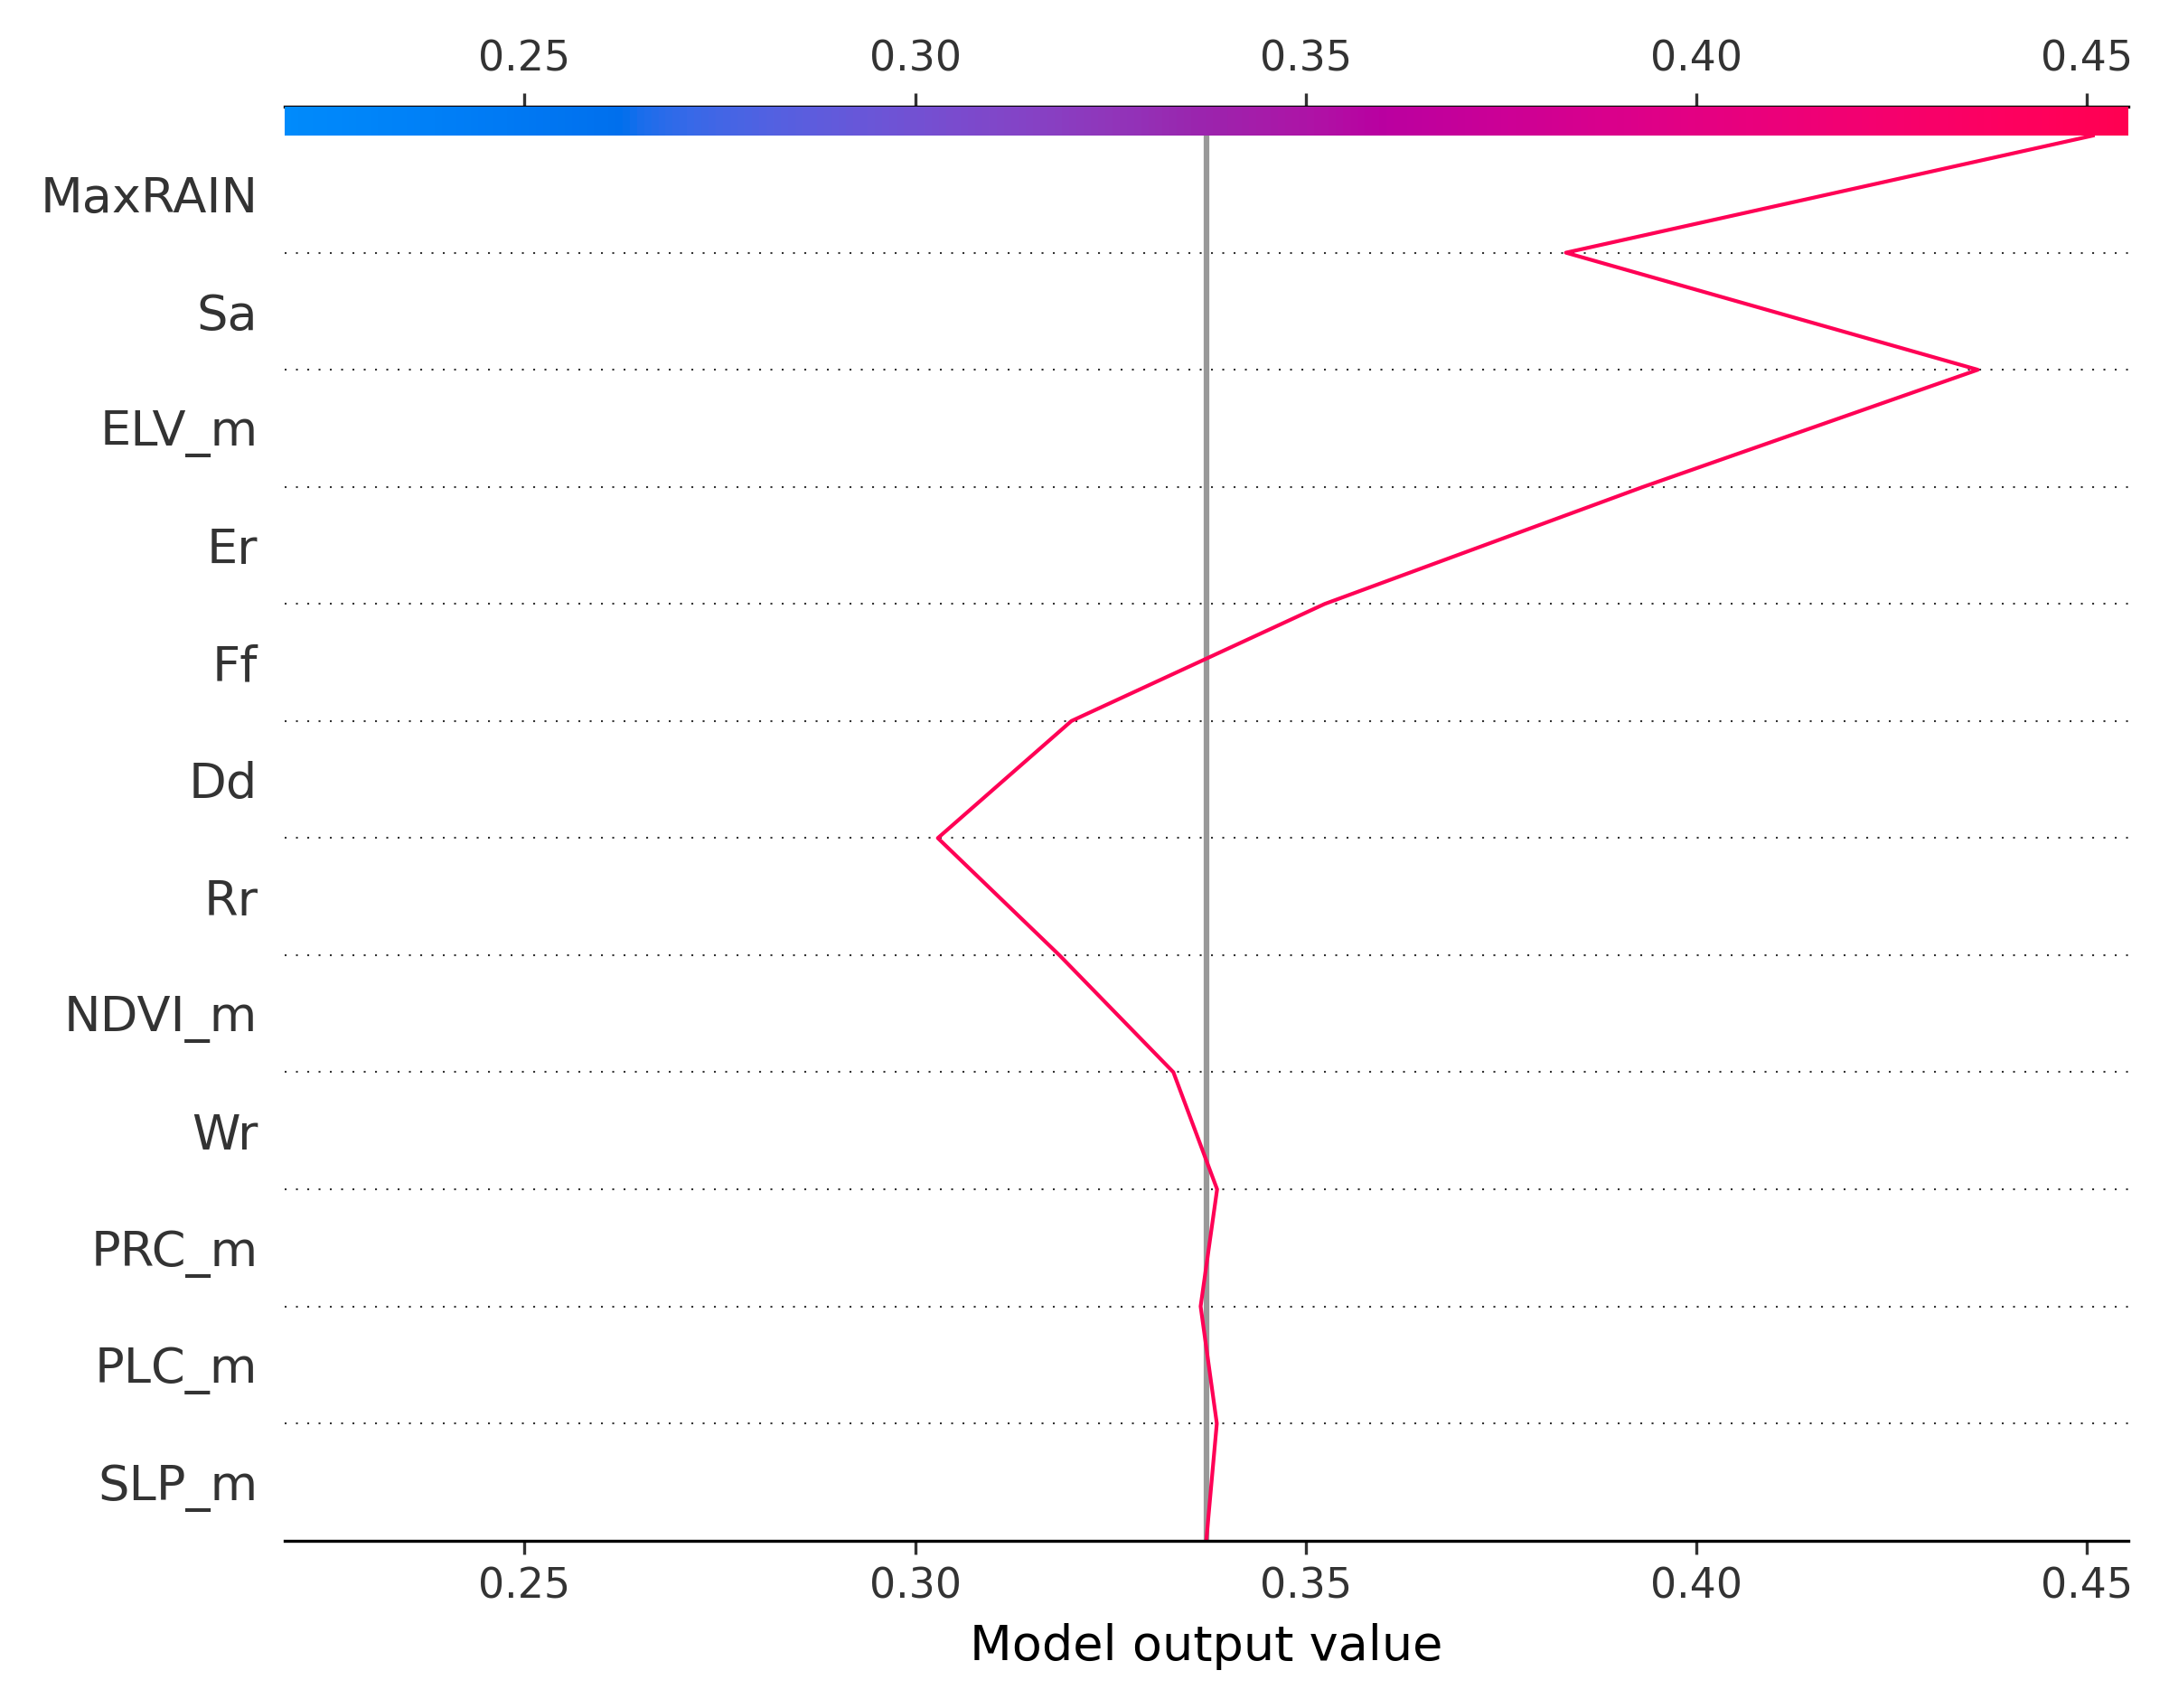 0.25 0.30 0.35 0.40 0.45
MaxRAIN
Sa
ELV_m
Er
Ff
Dd
Rr
NDVI_m
Wr
PRC_m
PLC_m
SLP_m
0.25 0.30 0.35 0.40 0.45
Model output value